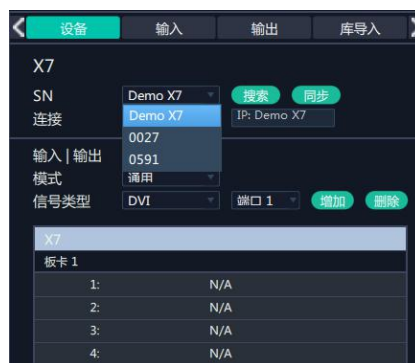 设备 输入 输出 库导入
X7
SN Demo X7 搜索 同步
连接 Demo X7 IP: Demo X7
0027
输入 | 输出 0591
模式 通用
信号类型 DVI 端口 1 增加 删除
X7
板卡 1
1: N/A
2: N/A
3: N/A
4: N/A